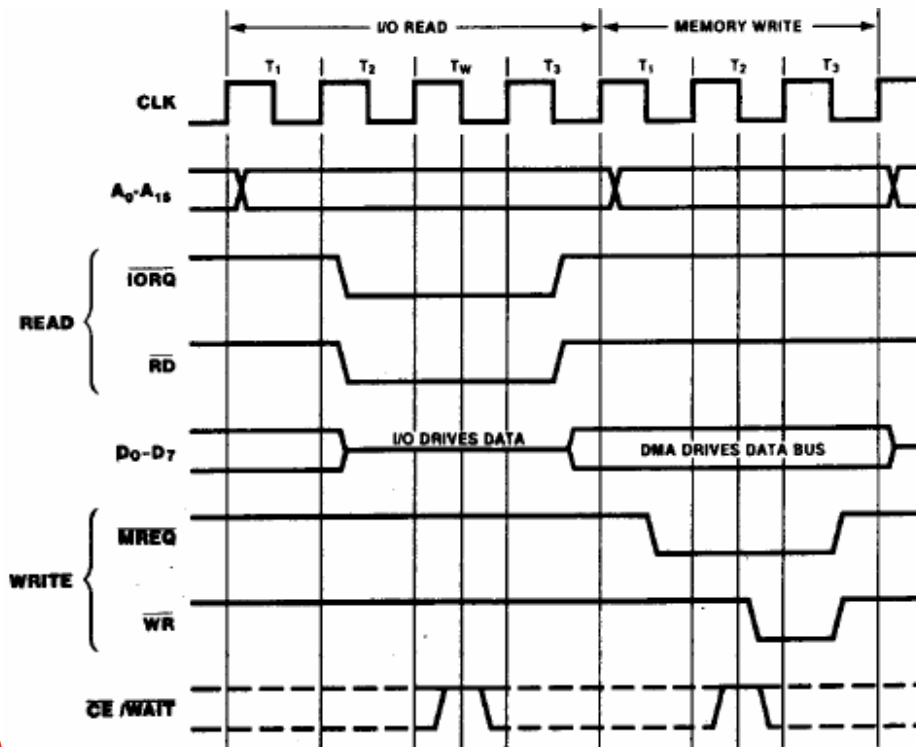 I/O READ MEMORY WRITE
T1 T2 TW T3 T1 T2 T3
CLK
A0-A15
IORQ
READ
RD
I/O DRIVES DATA
D0-D7 DMA DRIVES DATA BUS
MREQ
WRITE
WR
CE/WAIT